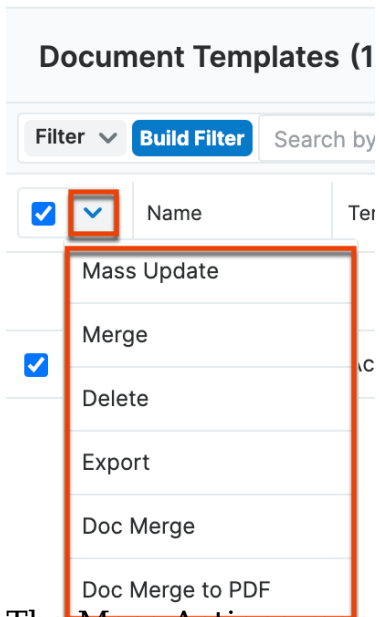 Document Templates (1
Filter Build Filter Search by
Name Ter
Mass Update
Merge
Delete
Export
Doc Merge
Doc Merge to PDF